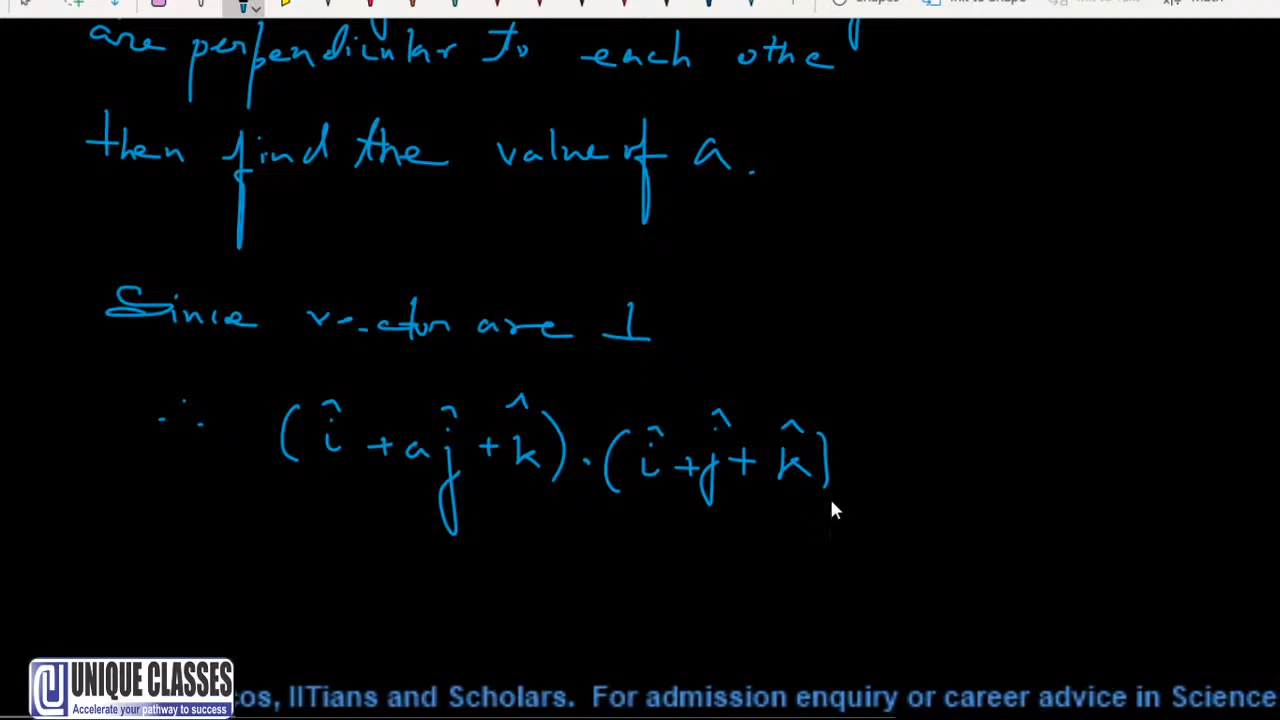 are perpendicular to each othe
then find the value of a.
Since vector are ⊥
∴ (î + aĵ + k̂) · (î + ĵ + k̂)
UNIQUE CLASSES
Accelerate your pathway to success
cos, IITians and Scholars. For admission enquiry or career advice in Science